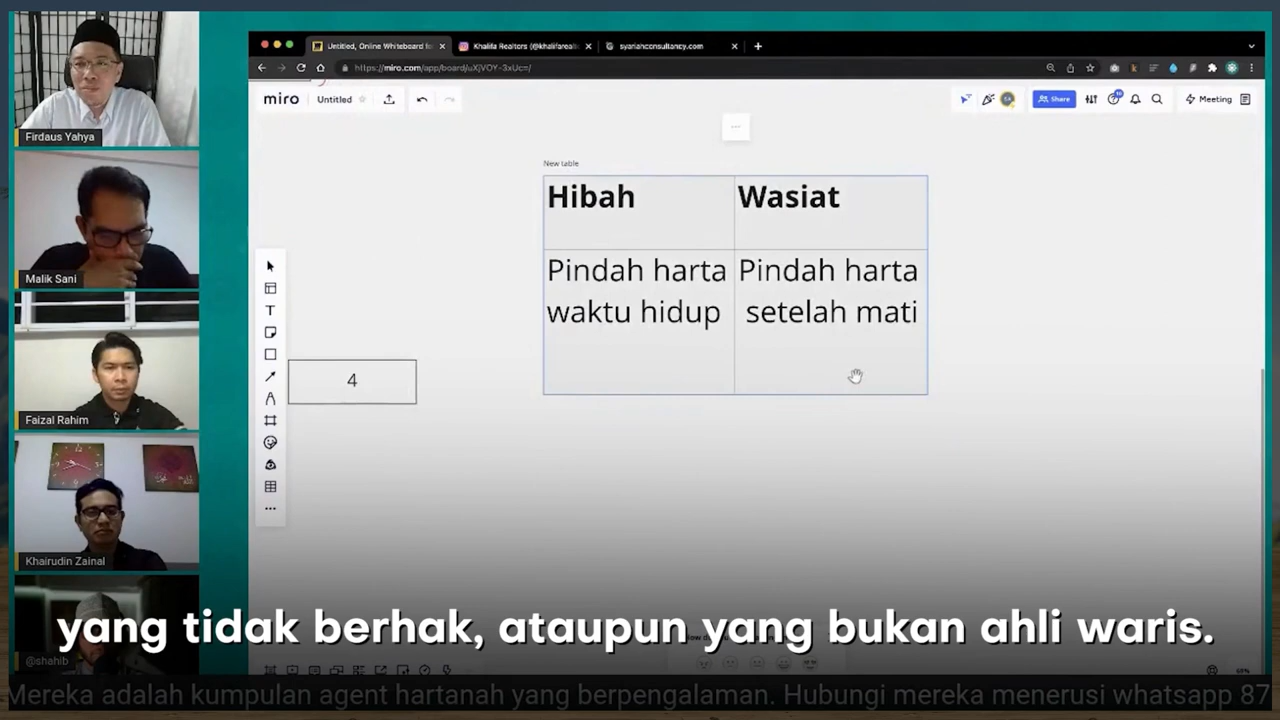 Firdaus Yahya
Malik Sani
Faizal Rahim
Khairudin Zainal
@shahib
Untitled, Online Whiteboard fo
Khalifa Realtors (@khalifareal
syariahconsultancy.com
https://miro.com/app/board/uXjVOY-3xUc=/
miro
Untitled
Share
Meeting
New table
Hibah
Wasiat
Pindah harta
waktu hidup
Pindah harta
setelah mati
4
yang tidak berhak, ataupun yang bukan ahli waris.
Mereka adalah kumpulan agent hartanah yang berpengalaman. Hubungi mereka menerusi whatsapp 87